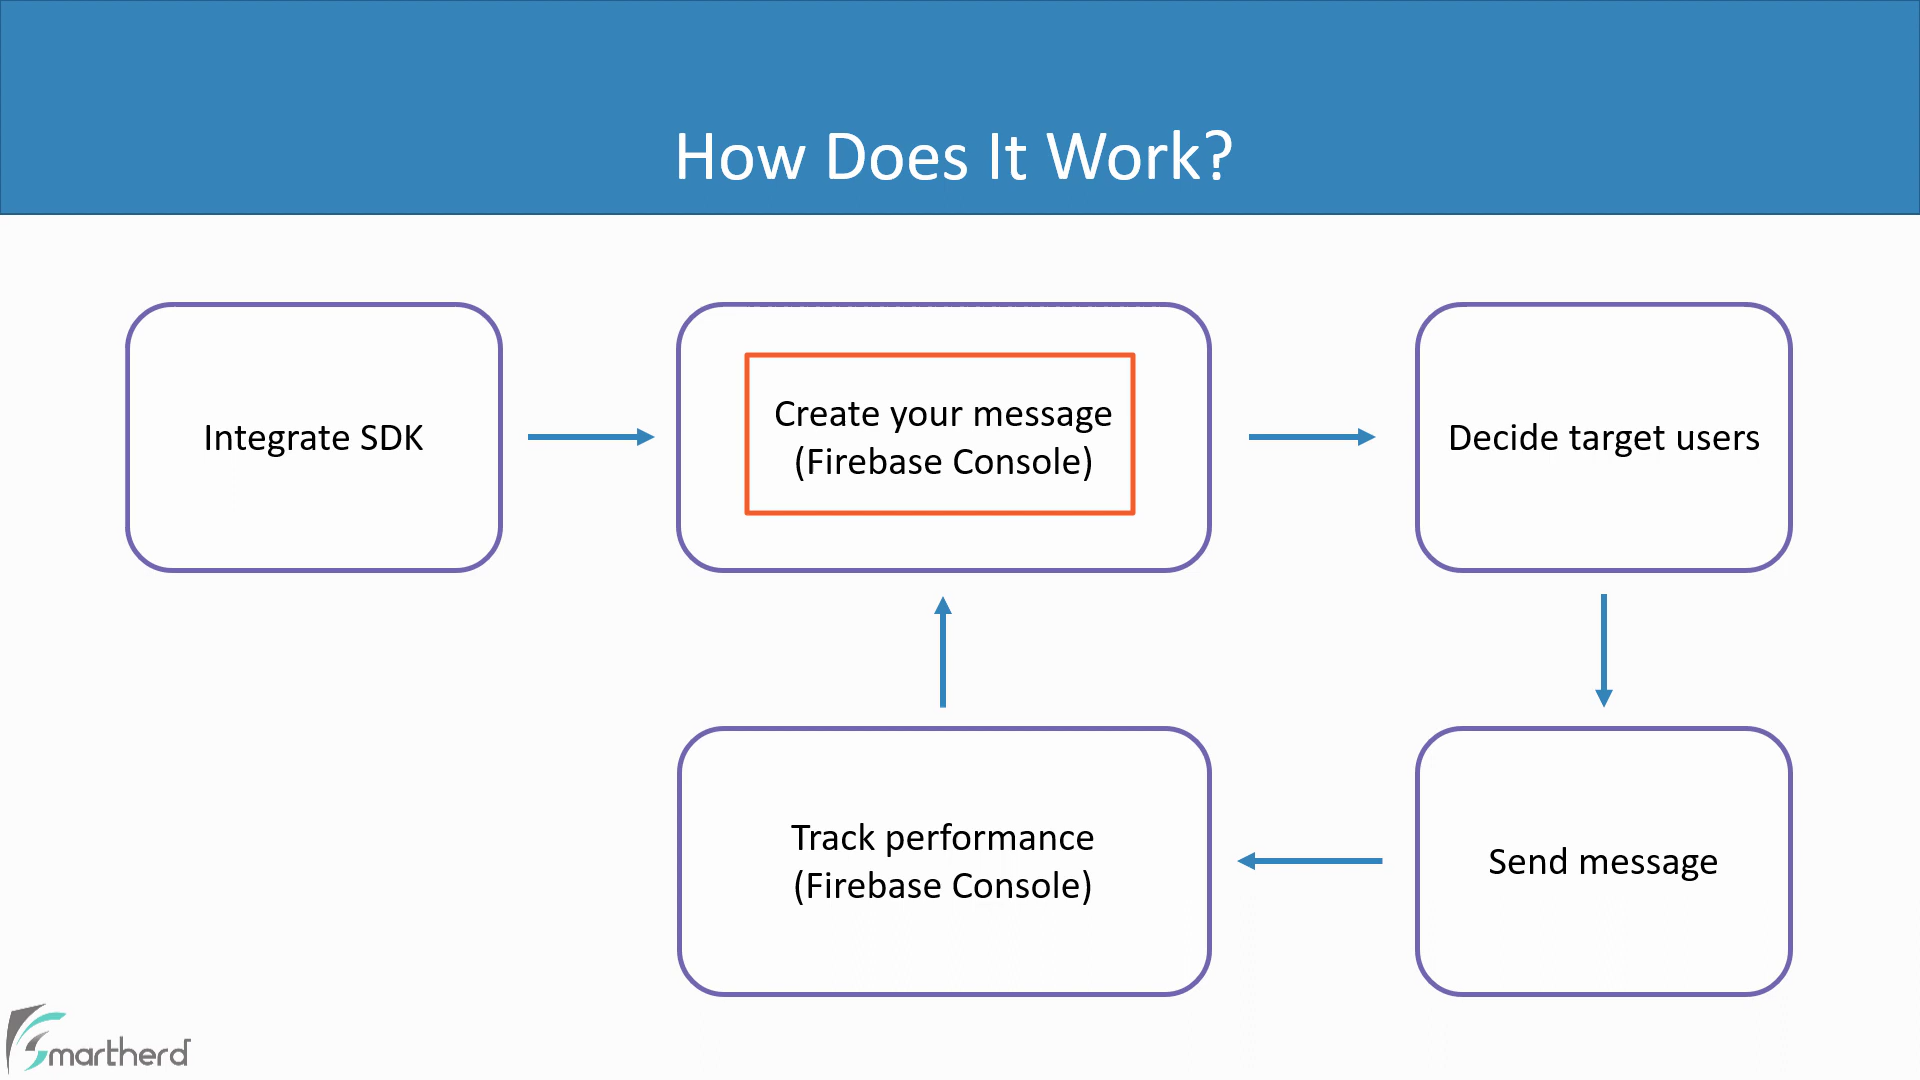 How Does It Work?
Integrate SDK
Create your message
(Firebase Console)
Decide target users
Track performance
(Firebase Console)
Send message
Smartherd